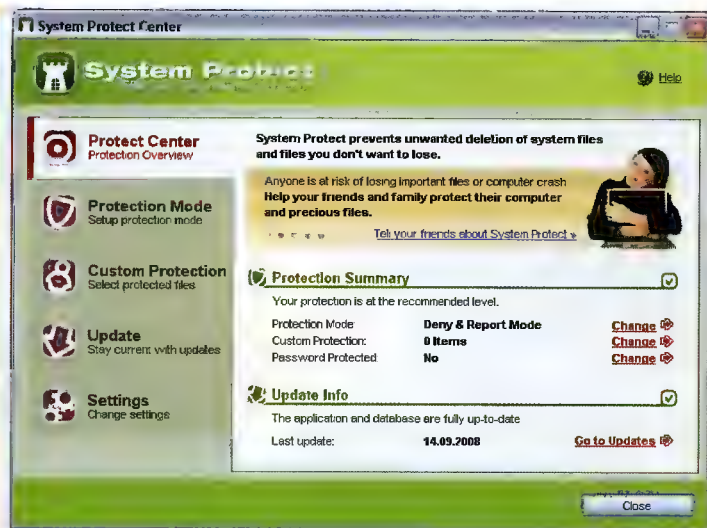 System Protect Center
System Protect
Help
Protect Center
Protection Overview
Protection Mode
Setup protection mode
Custom Protection
Select protected files
Update
Stay current with updates
Settings
Change settings
System Protect prevents unwanted deletion of system files
and files you don't want to lose.
Anyone is at risk of losing important files or computer crash
Help your friends and family protect their computer
and precious files.
Tell your friends about System Protect »
Protection Summary
Your protection is at the recommended level.
Protection Mode: Deny & Report Mode Change
Custom Protection: 0 Items Change
Password Protected: No Change
Update Info
The application and database are fully up-to-date
Last update: 14.09.2008 Go to Updates
Close